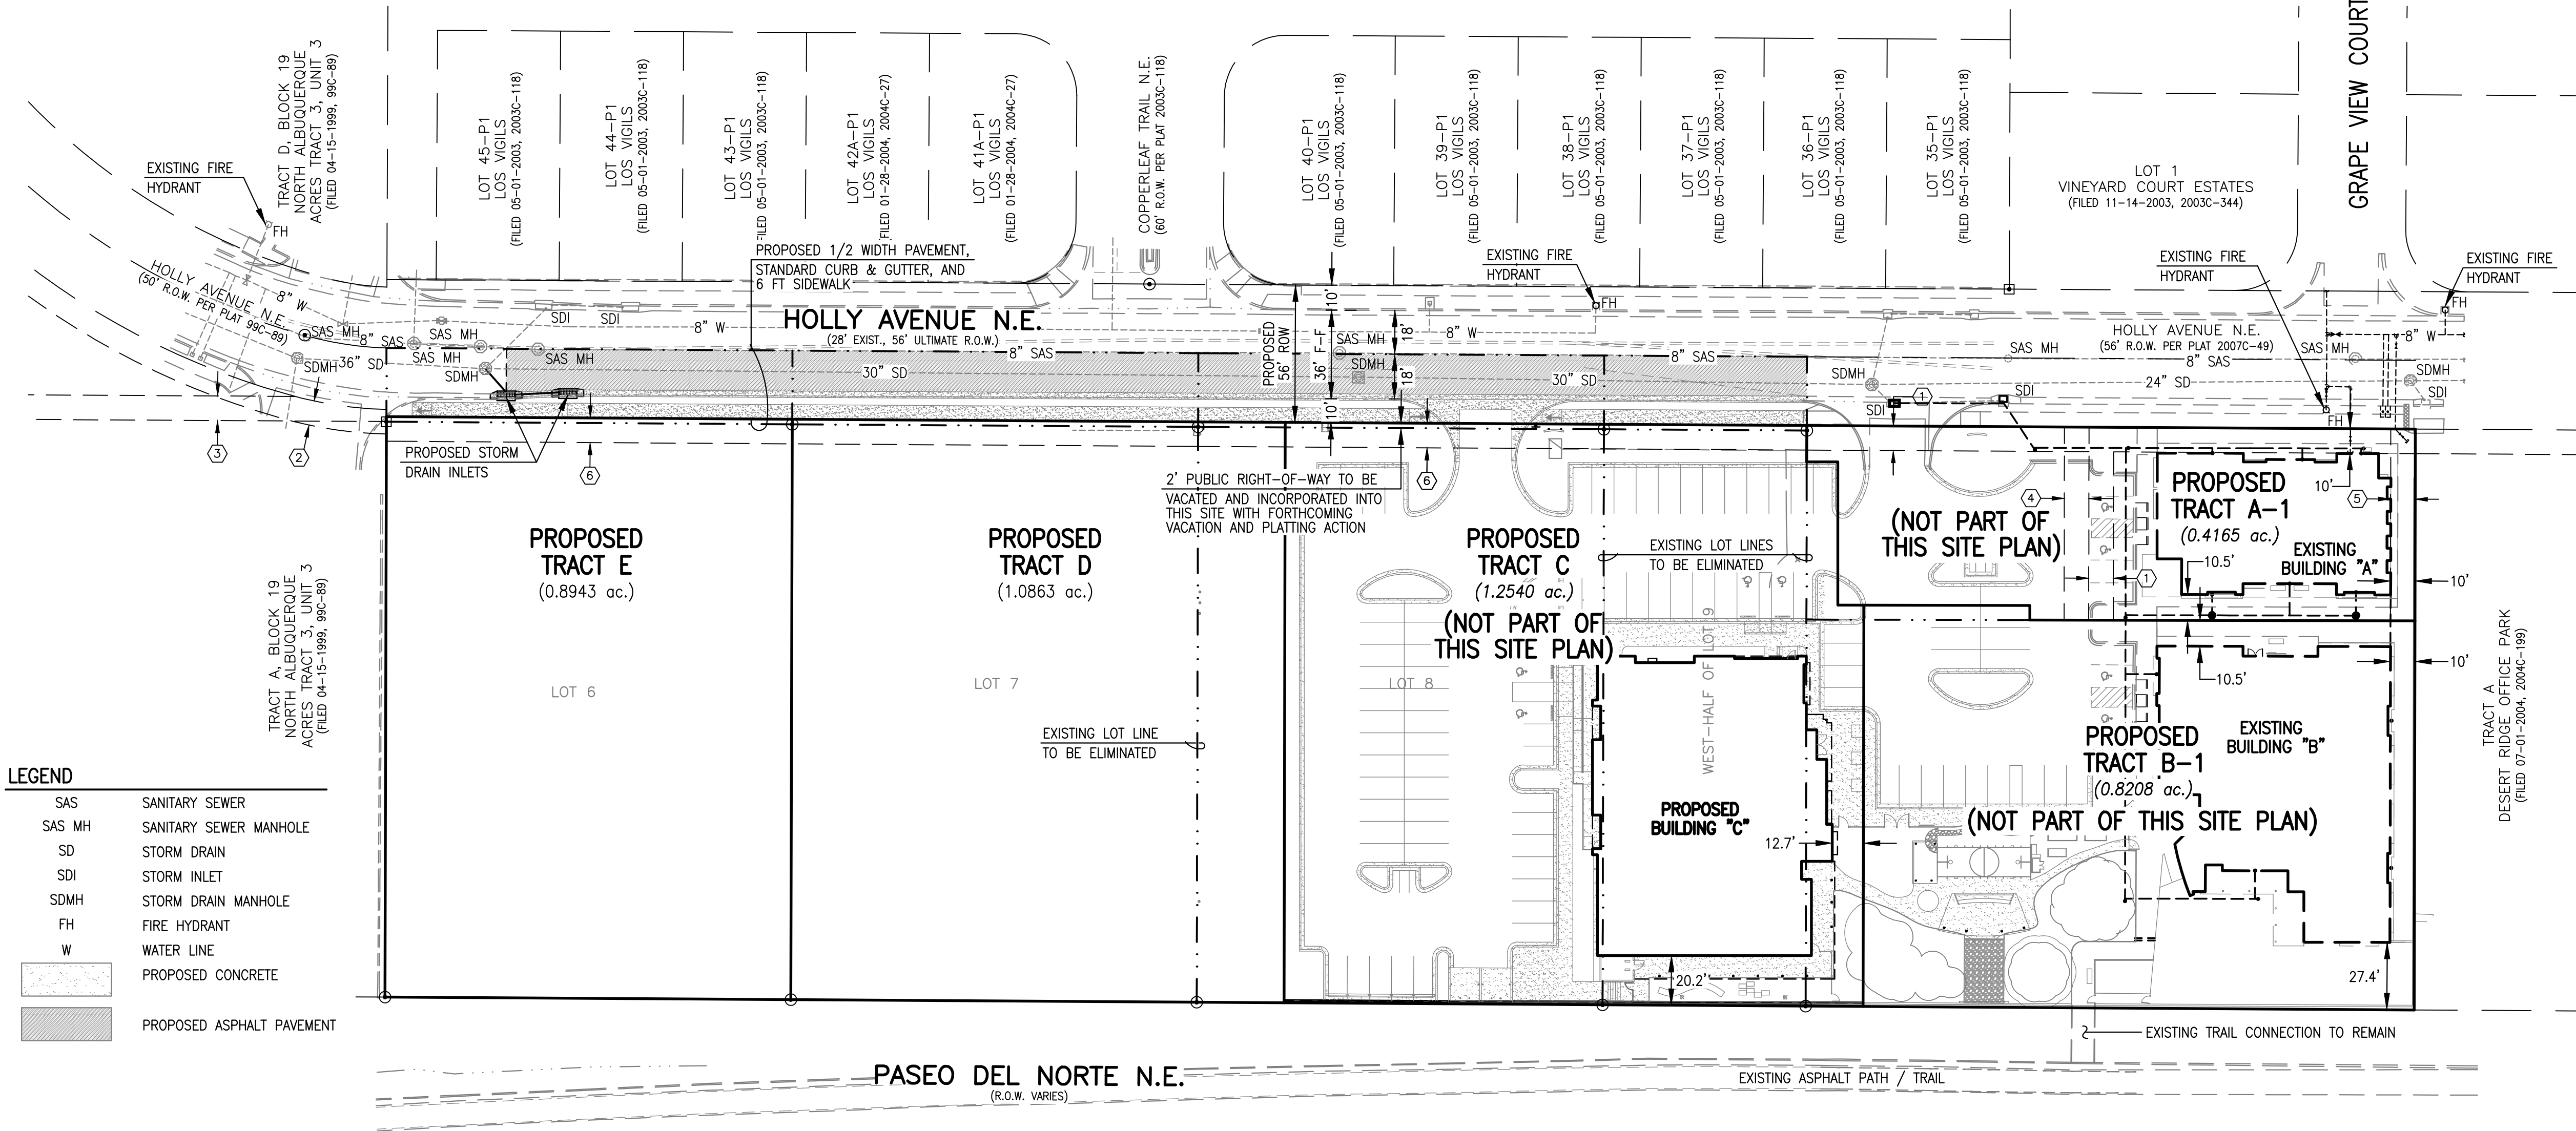 TRACT D, BLOCK 19
NORTH ALBUQUERQUE
ACRES TRACT 3, UNIT 3
(FILED 04-15-1999, 99C-89)
LOT 45-P1
LOS VIGILS
(FILED 05-01-2003, 2003C-118)
LOT 44-P1
LOS VIGILS
(FILED 05-01-2003, 2003C-118)
LOT 43-P1
LOS VIGILS
(FILED 05-01-2003, 2003C-118)
LOT 42A-P1
LOS VIGILS
(FILED 01-28-2004, 2004C-27)
LOT 41A-P1
LOS VIGILS
(FILED 01-28-2004, 2004C-27)
COPPERLEAF TRAIL N.E.
(60' R.O.W. PER PLAT 2003C-118)
LOT 40-P1
LOS VIGILS
(FILED 05-01-2003, 2003C-118)
LOT 39-P1
LOS VIGILS
(FILED 05-01-2003, 2003C-118)
LOT 38-P1
LOS VIGILS
(FILED 05-01-2003, 2003C-118)
LOT 37-P1
LOS VIGILS
(FILED 05-01-2003, 2003C-118)
LOT 36-P1
LOS VIGILS
(FILED 05-01-2003, 2003C-118)
LOT 35-P1
LOS VIGILS
(FILED 05-01-2003, 2003C-118)
LOT 1
VINEYARD COURT ESTATES
(FILED 11-14-2003, 2003C-344)
GRAPE VIEW COURT
EXISTING FIRE
HYDRANT
FH
PROPOSED 1/2 WIDTH PAVEMENT,
STANDARD CURB & GUTTER, AND
6 FT SIDEWALK
EXISTING FIRE
HYDRANT
FH
EXISTING FIRE
HYDRANT
EXISTING FIRE
HYDRANT
FH
HOLLY AVENUE N.E.
(50' R.O.W. PER PLAT 99C-89)
8" W
SAS MH
8" SAS
SAS MH
SAS MH
SDI
SDI
8" W
HOLLY AVENUE N.E.
(28' EXIST., 56' ULTIMATE R.O.W.)
SAS MH
8" SAS
PROPOSED
56' ROW
10'
36' F-F
18'
18'
10'
8" W
SAS MH
SDMH
8" SAS
HOLLY AVENUE N.E.
(56' R.O.W. PER PLAT 2007C-49)
SAS MH
8" SAS
SAS MH
8" W
SDMH
36" SD
SDMH
30" SD
30" SD
SDMH
24" SD
SDMH
SDI
SDI
1
SDI
FH
3
2
PROPOSED STORM
DRAIN INLETS
6
2' PUBLIC RIGHT-OF-WAY TO BE
VACATED AND INCORPORATED INTO
THIS SITE WITH FORTHCOMING
VACATION AND PLATTING ACTION
6
PROPOSED
TRACT E
(0.8943 ac.)
PROPOSED
TRACT D
(1.0863 ac.)
PROPOSED
TRACT C
(1.2540 ac.)
(NOT PART OF
THIS SITE PLAN)
EXISTING LOT LINES
TO BE ELIMINATED
(NOT PART OF
THIS SITE PLAN)
4
1
PROPOSED
TRACT A-1
(0.4165 ac.)
10'
5
EXISTING
BUILDING "A"
10.5'
10'
TRACT A, BLOCK 19
NORTH ALBUQUERQUE
ACRES TRACT 3, UNIT 3
(FILED 04-15-1999, 99C-89)
LOT 6
LOT 7
LOT 8
WEST-HALF OF LOT 9
EXISTING LOT LINE
TO BE ELIMINATED
PROPOSED
BUILDING "C"
12.7'
20.2'
10'
10.5'
EXISTING
BUILDING "B"
PROPOSED
TRACT B-1
(0.8208 ac.)
(NOT PART OF THIS SITE PLAN)
27.4'
TRACT A
DESERT RIDGE OFFICE PARK
(FILED 07-01-2004, 2004C-199)
LEGEND
SAS SANITARY SEWER
SAS MH SANITARY SEWER MANHOLE
SD STORM DRAIN
SDI STORM INLET
SDMH STORM DRAIN MANHOLE
FH FIRE HYDRANT
W WATER LINE
PROPOSED CONCRETE
PROPOSED ASPHALT PAVEMENT
EXISTING TRAIL CONNECTION TO REMAIN
PASEO DEL NORTE N.E.
(R.O.W. VARIES)
EXISTING ASPHALT PATH / TRAIL